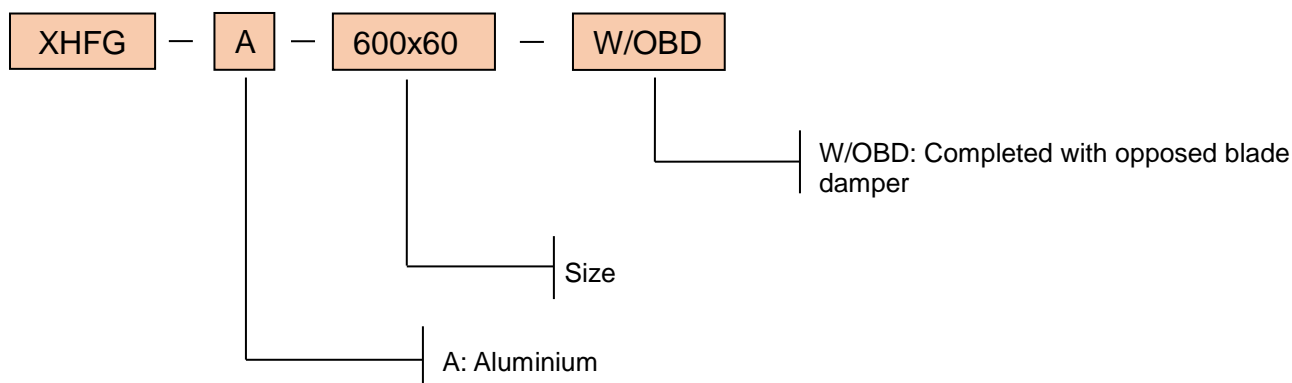 XHFG — A — 600x60 — W/OBD
W/OBD: Completed with opposed blade
damper
Size
A: Aluminium